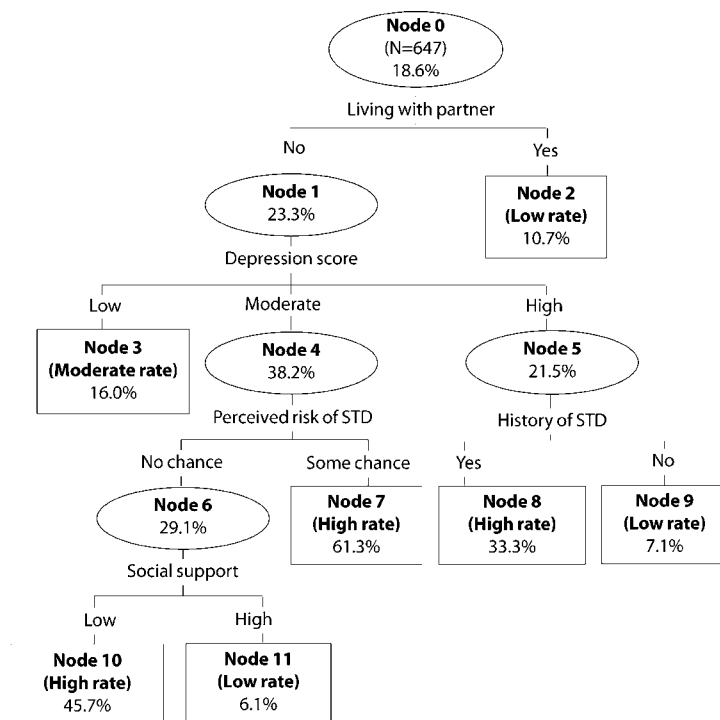 Node 0
(N=647)
18.6%
Living with partner
No
Yes
Node 1
23.3%
Node 2
(Low rate)
10.7%
Depression score
Low
Moderate
High
Node 3
(Moderate rate)
16.0%
Node 4
38.2%
Node 5
21.5%
Perceived risk of STD
History of STD
No chance
Some chance
Yes
No
Node 6
29.1%
Node 7
(High rate)
61.3%
Node 8
(High rate)
33.3%
Node 9
(Low rate)
7.1%
Social support
Low
High
Node 10
(High rate)
45.7%
Node 11
(Low rate)
6.1%